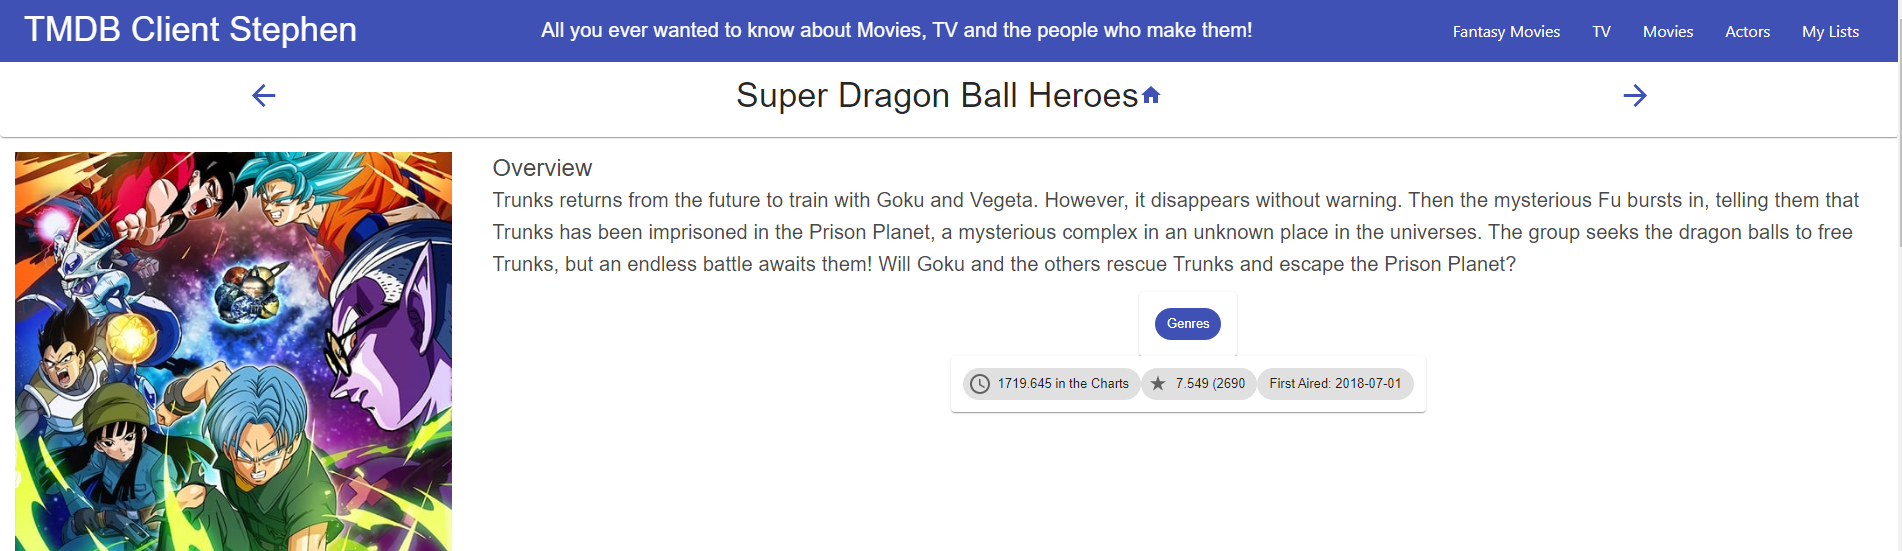 TMDB Client Stephen
All you ever wanted to know about Movies, TV and the people who make them!
Fantasy Movies TV Movies Actors My Lists
Super Dragon Ball Heroes
Overview
Trunks returns from the future to train with Goku and Vegeta. However, it disappears without warning. Then the mysterious Fu bursts in, telling them that
Trunks has been imprisoned in the Prison Planet, a mysterious complex in an unknown place in the universes. The group seeks the dragon balls to free
Trunks, but an endless battle awaits them! Will Goku and the others rescue Trunks and escape the Prison Planet?
Genres
1719.645 in the Charts
7.549 (2690
First Aired: 2018-07-01